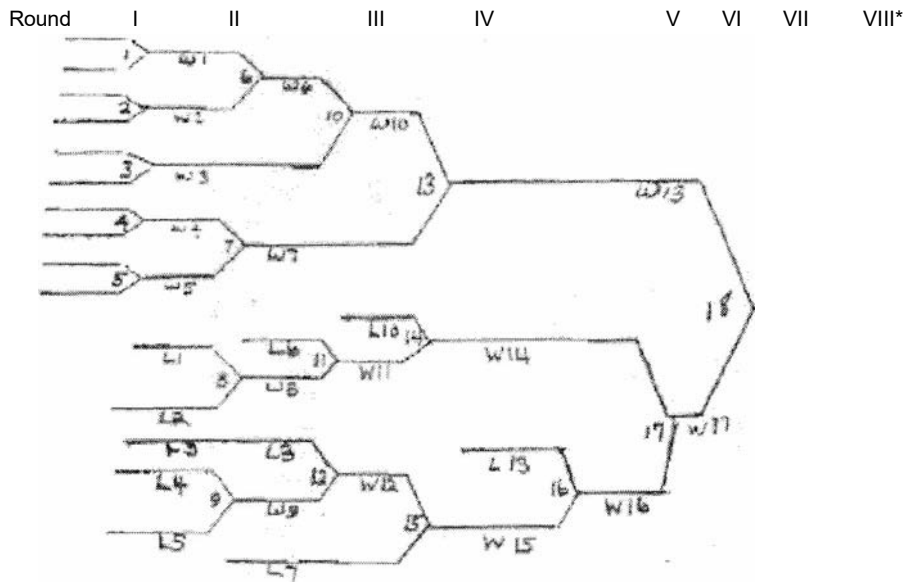 Round I II III IV V VI VII VIII*
1 W1
6 W6
2 W2
10 W10
3 W3
13 W13
4 W4
7 W7
5 W5
18
L10
14 W14
L6
11 W11
L1
8 W8
L2
17 W17
L3 L3
L13
12 W12
L4
9 W9
16 W16
15 W15
L5
L7